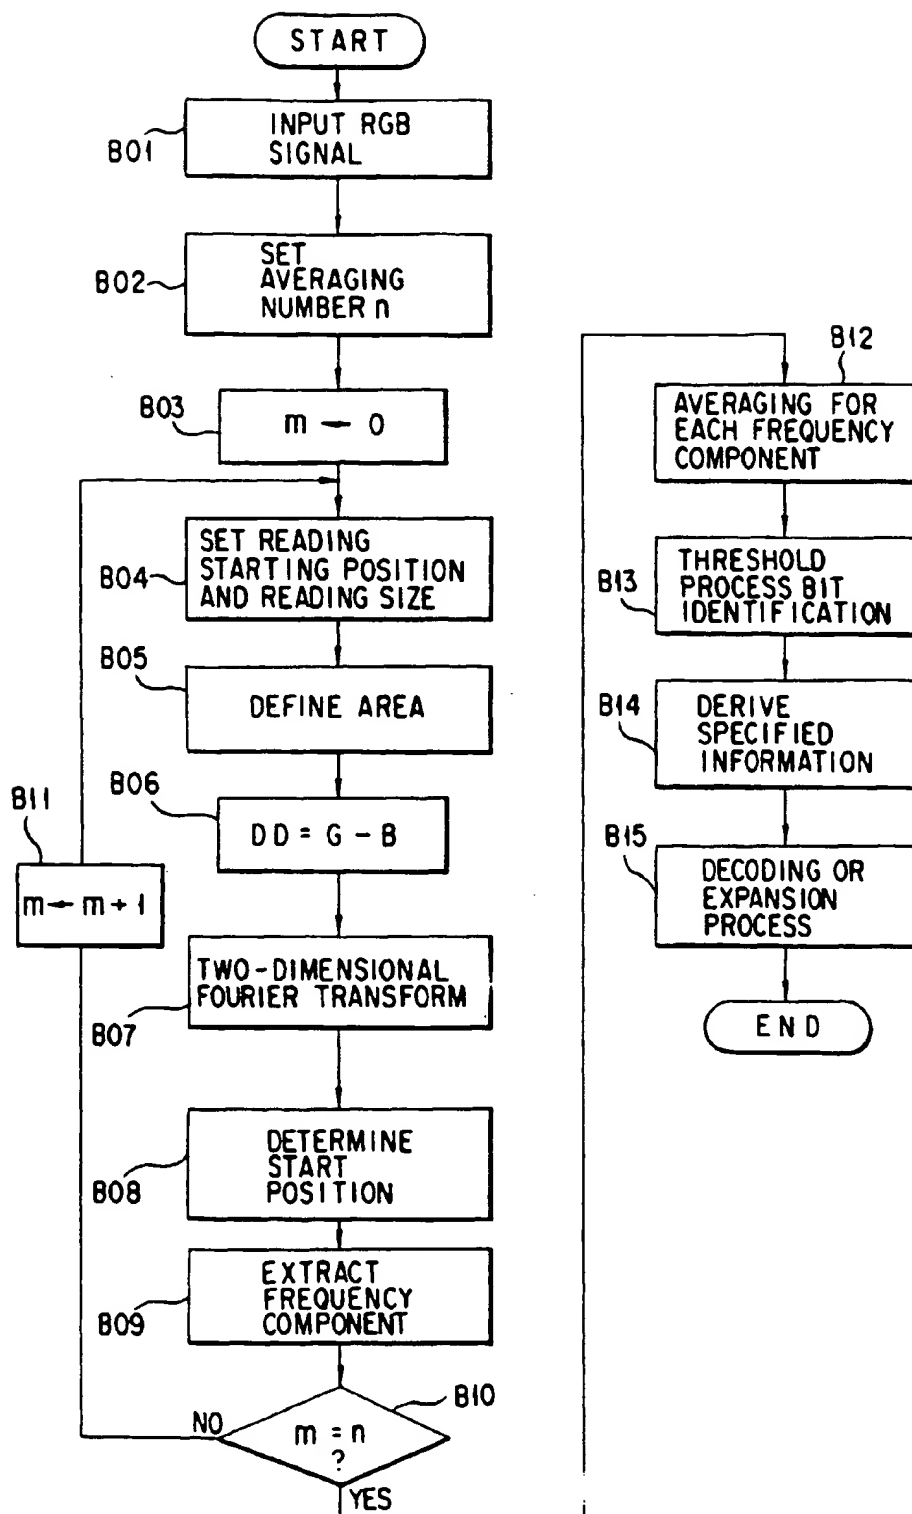 START
B01
INPUT RGB
SIGNAL
B02
SET
AVERAGING
NUMBER n
B03
m ← 0
B04
SET READING
STARTING POSITION
AND READING SIZE
B05
DEFINE AREA
B06
DD = G - B
B11
m ← m + 1
B07
TWO-DIMENSIONAL
FOURIER TRANSFORM
B08
DETERMINE
START
POSITION
B09
EXTRACT
FREQUENCY
COMPONENT
B10
m = n
?
NO
YES
B12
AVERAGING FOR
EACH FREQUENCY
COMPONENT
B13
THRESHOLD
PROCESS BIT
IDENTIFICATION
B14
DERIVE
SPECIFIED
INFORMATION
B15
DECODING OR
EXPANSION
PROCESS
END